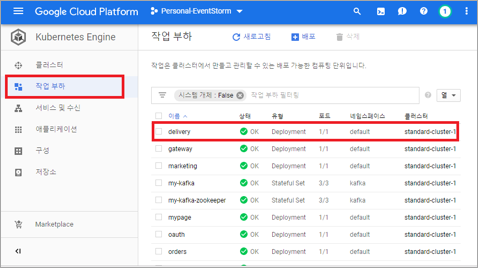 Google Cloud Platform
Personal-EventStorm
1
Kubernetes Engine
작업 부하
새로고침
배포
삭제
클러스터
작업 부하
서비스 및 수신
애플리케이션
구성
저장소
Marketplace
작업은 클러스터에서 만들고 관리할 수 있는 배포 가능한 컴퓨팅 단위입니다.
시스템 개체 : False
작업 부하 필터링
열
이름 상태 유형 포드 네임스페이스 클러스터
delivery OK Deployment 1/1 default standard-cluster-1
gateway OK Deployment 1/1 default standard-cluster-1
marketing OK Deployment 1/1 default standard-cluster-1
my-kafka OK Stateful Set 3/3 kafka standard-cluster-1
my-kafka-zookeeper OK Stateful Set 3/3 kafka standard-cluster-1
mypage OK Deployment 1/1 default standard-cluster-1
oauth OK Deployment 1/1 default standard-cluster-1
orders OK Deployment 1/1 default standard-cluster-1